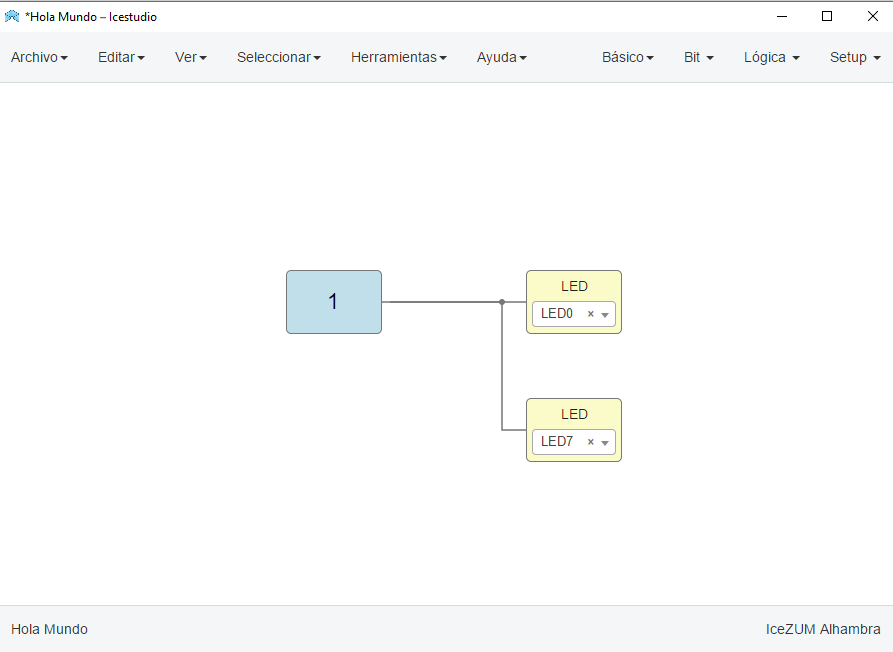 *Hola Mundo – Icestudio
Archivo Editar Ver Seleccionar Herramientas Ayuda Básico Bit Lógica Setup
1
LED
LED0 ×
LED
LED7 ×
Hola Mundo IceZUM Alhambra